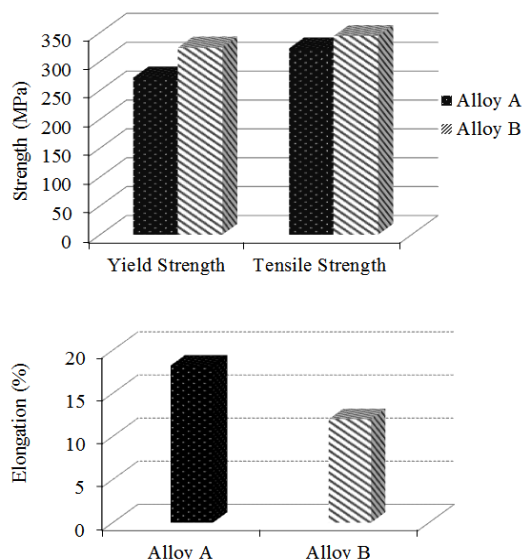 350
300
250
200
150
100
50
0
Strength (MPa)
Yield Strength
Tensile Strength
Alloy A
Alloy B
20
15
10
5
0
Elongation (%)
Alloy A
Alloy B